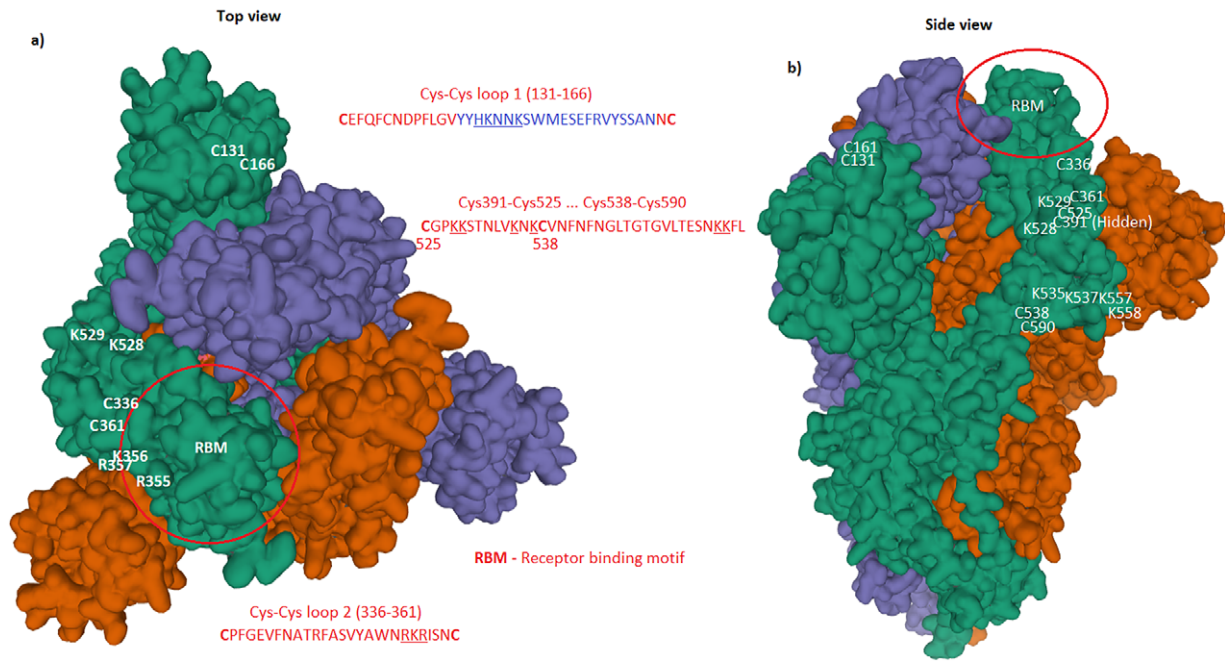 Top view
Side view
a)
b)
Cys-Cys loop 1 (131-166)
CEFQFCNDPFLGVYYHKNNKSWMESEFRVYSSANNC
Cys391-Cys525 ... Cys538-Cys590
CGPKKSTNLVKNKCVNFNFNGLTGTGVLTESNKKFL
525
538
C131
C166
K529
K528
C336
C361
K356
R357
R355
RBM
RBM - Receptor binding motif
Cys-Cys loop 2 (336-361)
CPFGEVFNATRFASVYAWNRKRISNC
RBM
C161
C131
C336
C361
K529
C525
C391 (Hidden)
K528
K535
K537
K557
C538
K558
C590